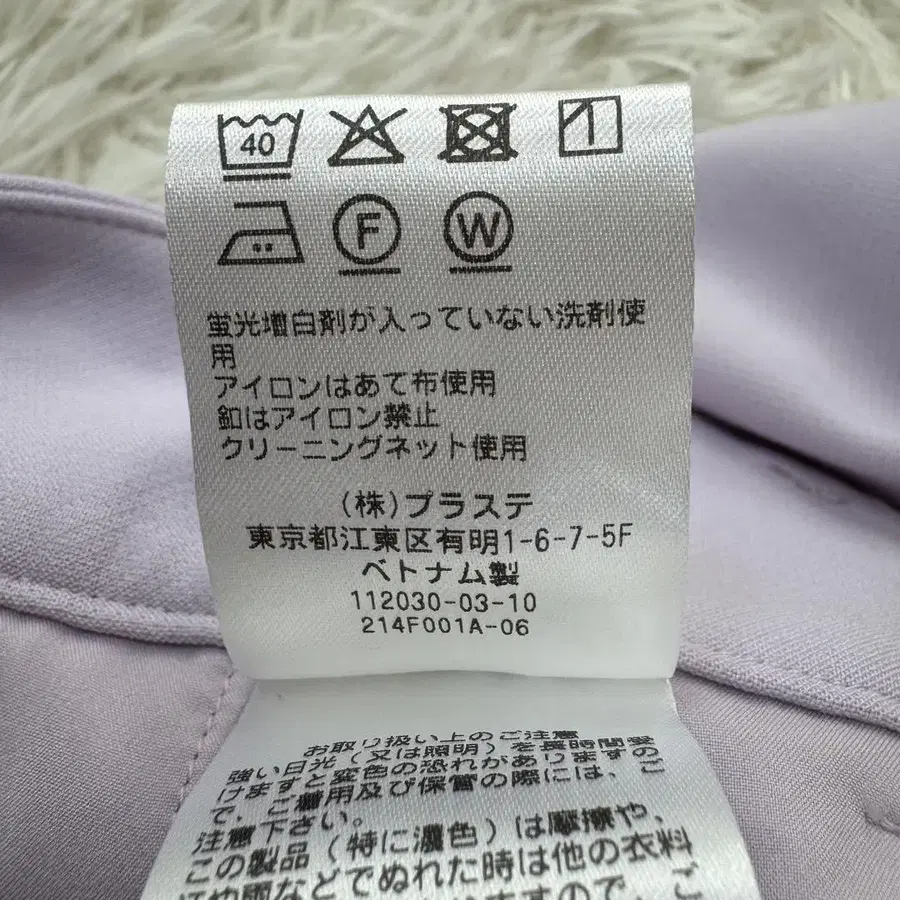 40
F
W
蛍光増白剤が入っていない洗剤使
用
アイロンはあて布使用
釦はアイロン禁止
クリーニングネット使用
(株)プラステ
東京都江東区有明1-6-7-5F
ベトナム製
112030-03-10
214F001A-06
お取り扱い上のご注意
強い日光(又は照明)を長時間受
けますと変色の恐れがありますの
で、ご着用及び保管の際には、ご
注意下さい。
この製品(特に濃色)は摩擦や、
などでぬれた時は他の衣料
ますので、こ